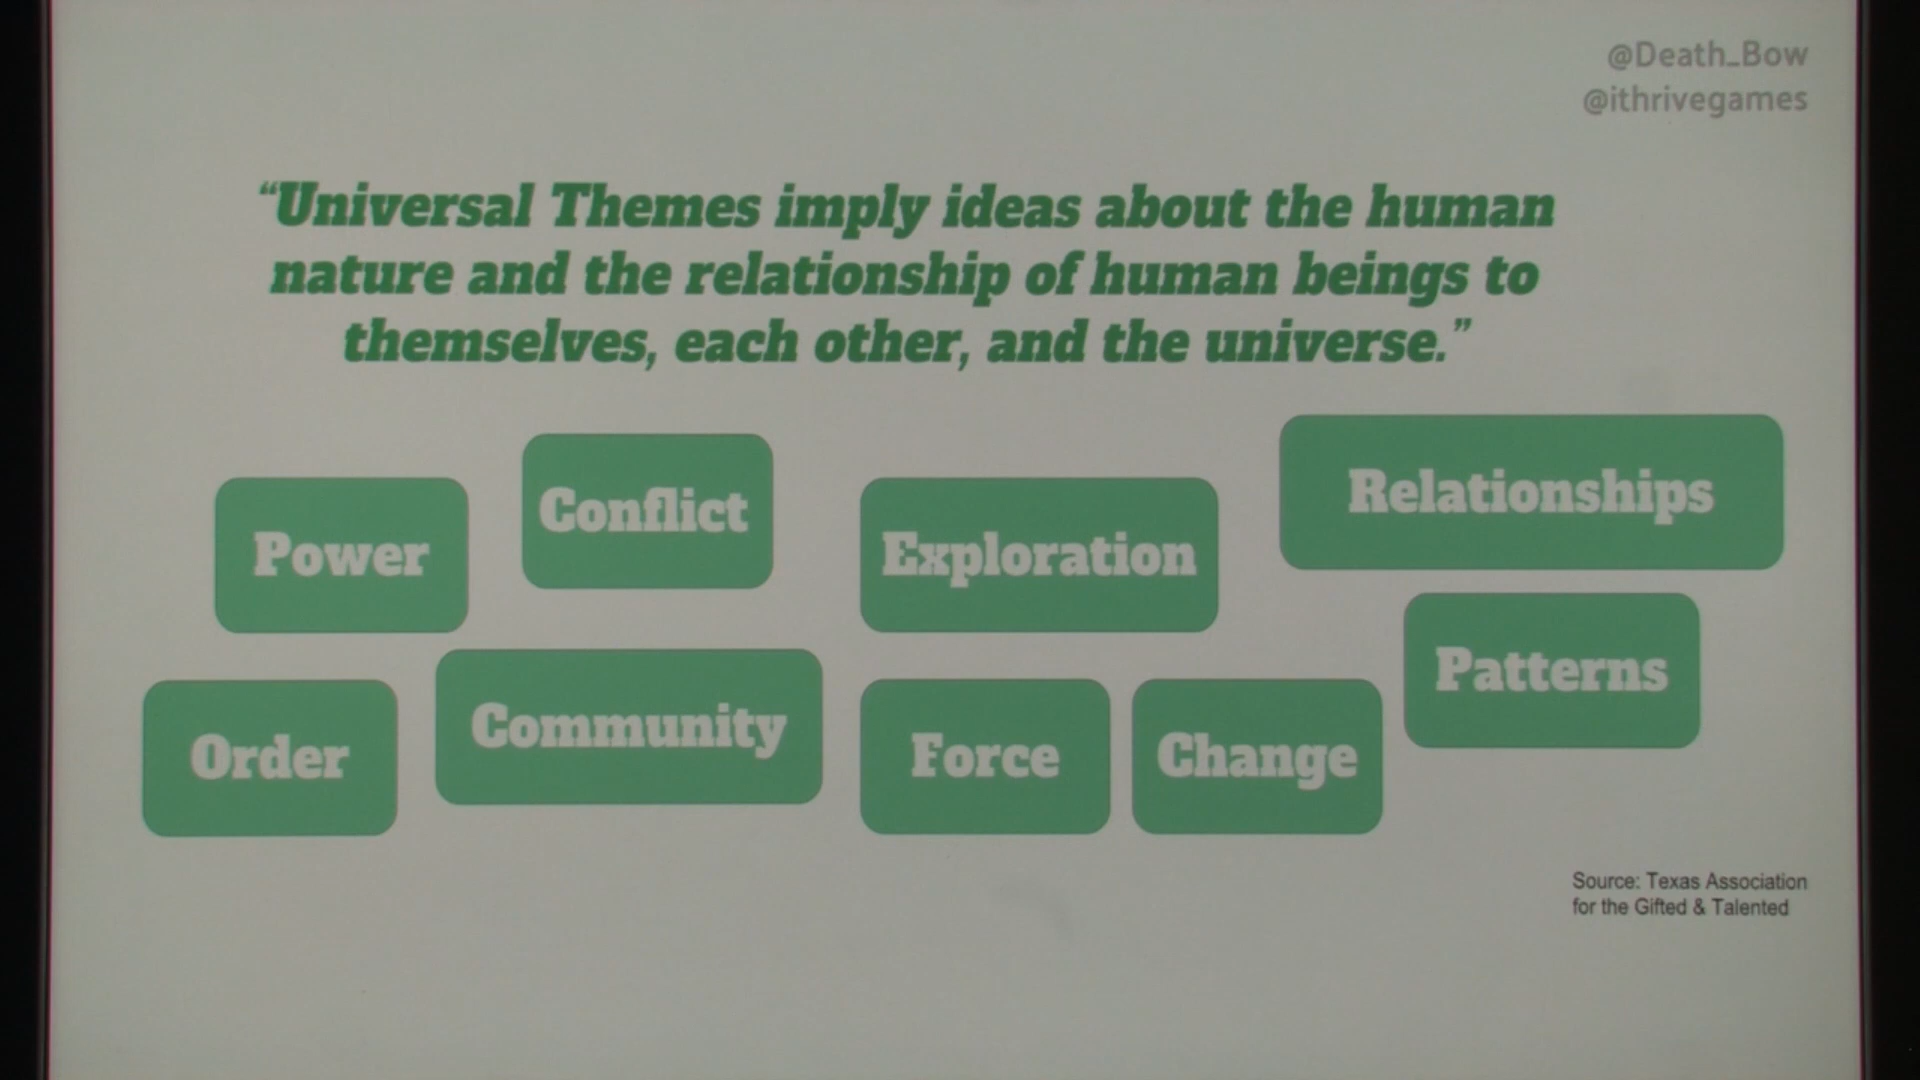 @Death_Bow
@ithrivegames
“Universal Themes imply ideas about the human
nature and the relationship of human beings to
themselves, each other, and the universe.”
Power
Conflict
Exploration
Relationships
Order
Community
Force
Change
Patterns
Source: Texas Association
for the Gifted & Talented